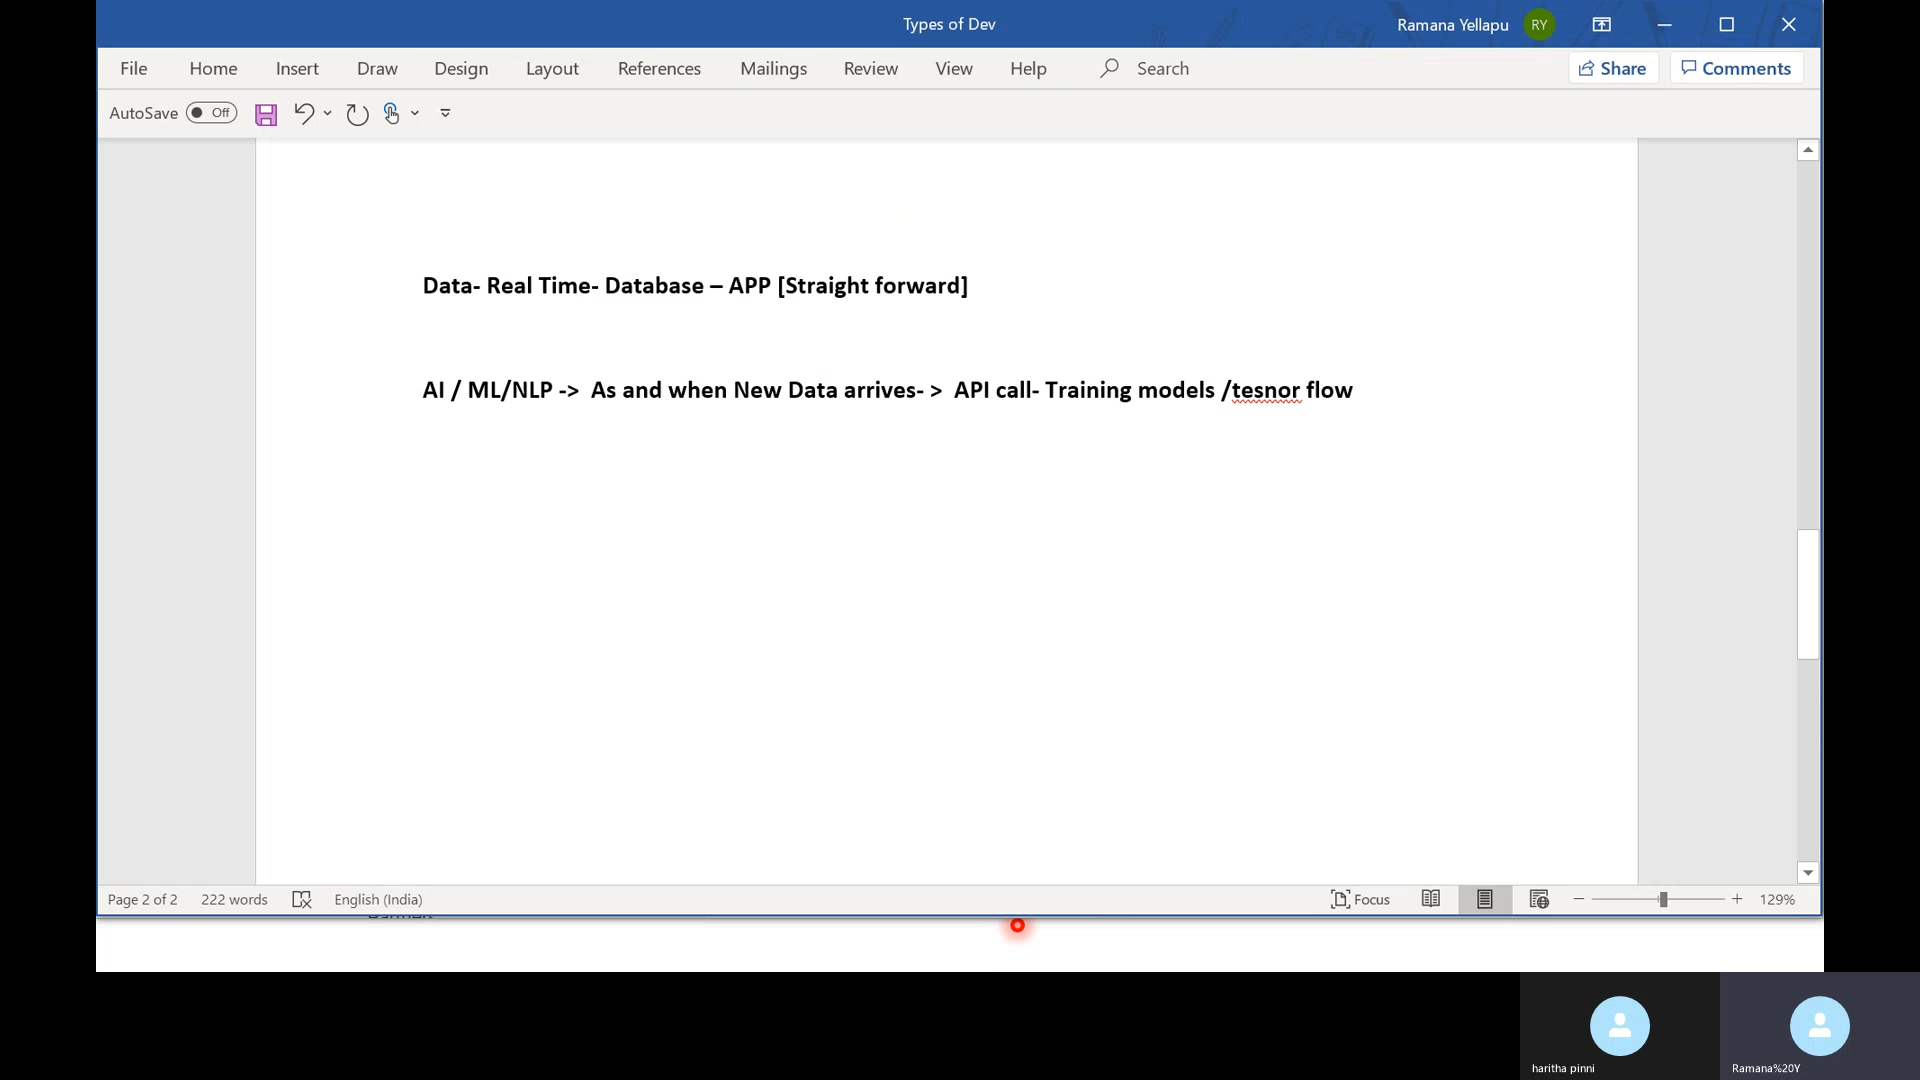 Types of Dev
Ramana Yellapu RY
File Home Insert Draw Design Layout References Mailings Review View Help Search Share Comments
AutoSave Off
Data- Real Time- Database – APP [Straight forward]
AI / ML/NLP -> As and when New Data arrives- > API call- Training models /tesnor flow
Page 2 of 2 222 words English (India) Focus 129%
haritha pinni Ramana%20Y